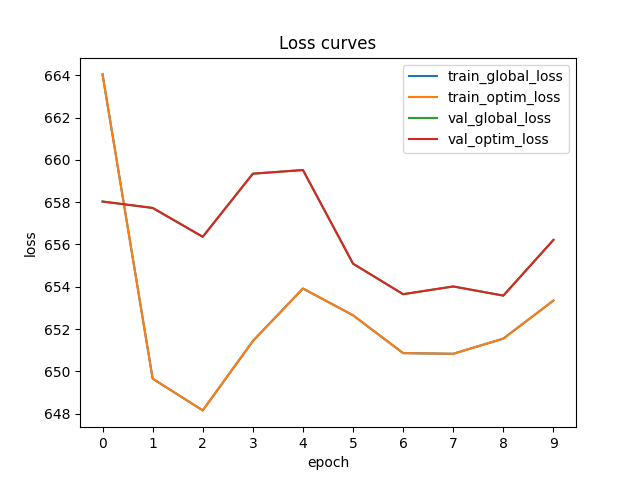 Loss curves
train_global_loss
train_optim_loss
val_global_loss
val_optim_loss
664
662
660
658
656
654
652
650
648
loss
0 1 2 3 4 5 6 7 8 9
epoch